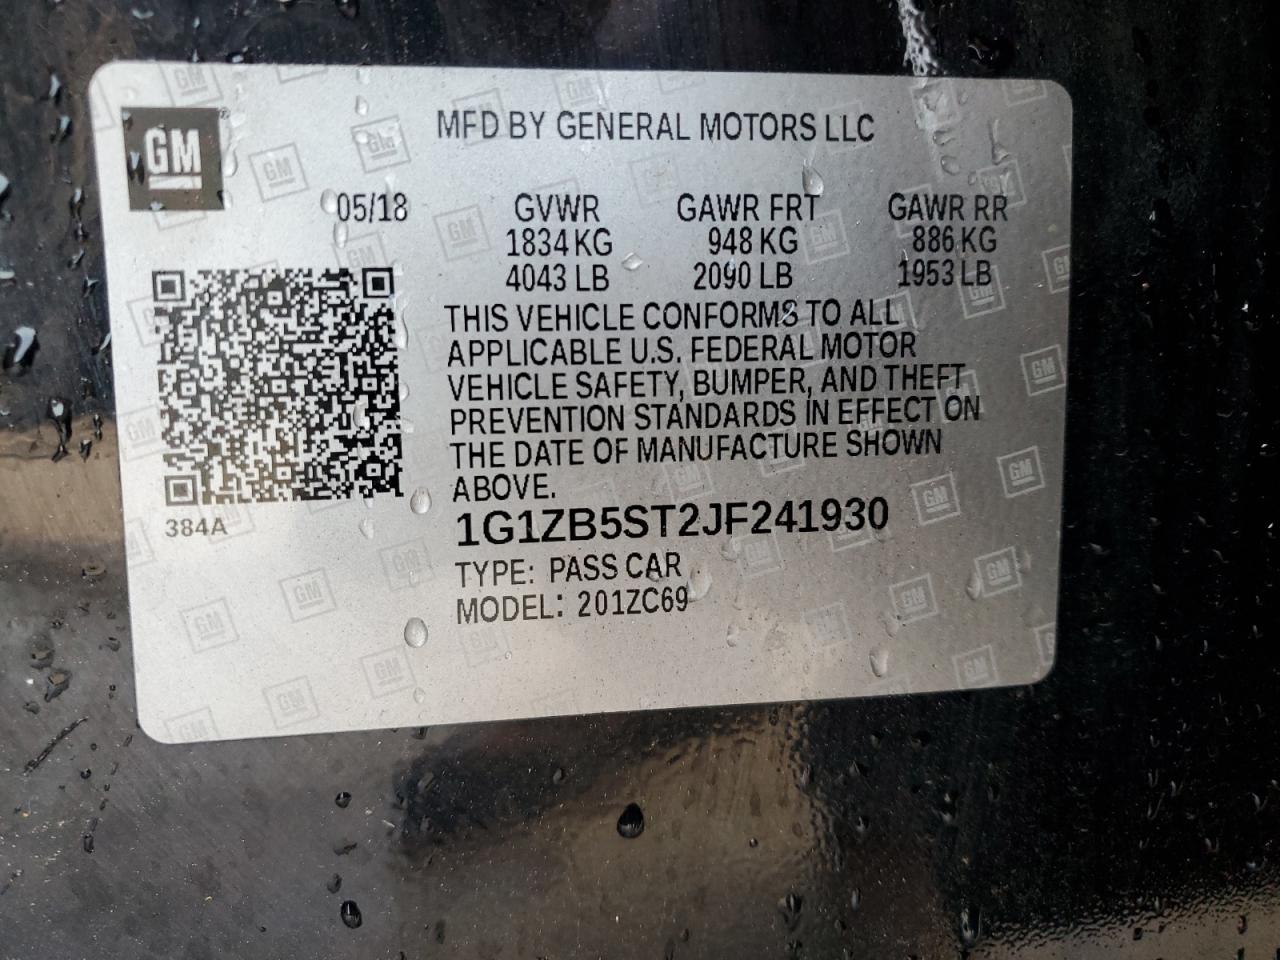 GM
MFD BY GENERAL MOTORS LLC
05/18 GVWR GAWR FRT GAWR RR
1834 KG 948 KG 886 KG
4043 LB 2090 LB 1953 LB
THIS VEHICLE CONFORMS TO ALL
APPLICABLE U.S. FEDERAL MOTOR
VEHICLE SAFETY, BUMPER, AND THEFT
PREVENTION STANDARDS IN EFFECT ON
THE DATE OF MANUFACTURE SHOWN
ABOVE.
384A
1G1ZB5ST2JF241930
TYPE: PASS CAR
MODEL: 201ZC69